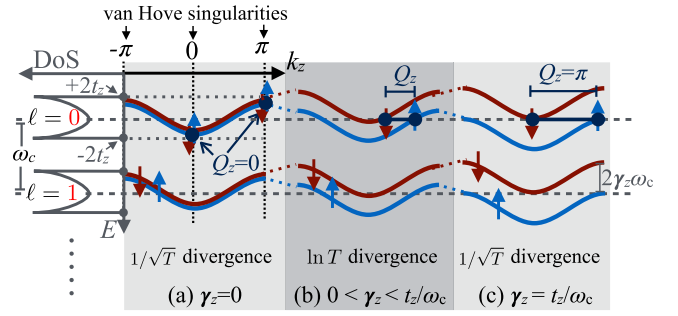 van Hove singularities
-π 0 π
DoS k_z
+2t_z Q_z Q_z=π
ℓ = 0
ω_c -2t_z Q_z=0
ℓ = 1 2γ_zω_c
E
1/√T divergence ln T divergence 1/√T divergence
(a) γ_z=0 (b) 0 < γ_z < t_z/ω_c (c) γ_z = t_z/ω_c